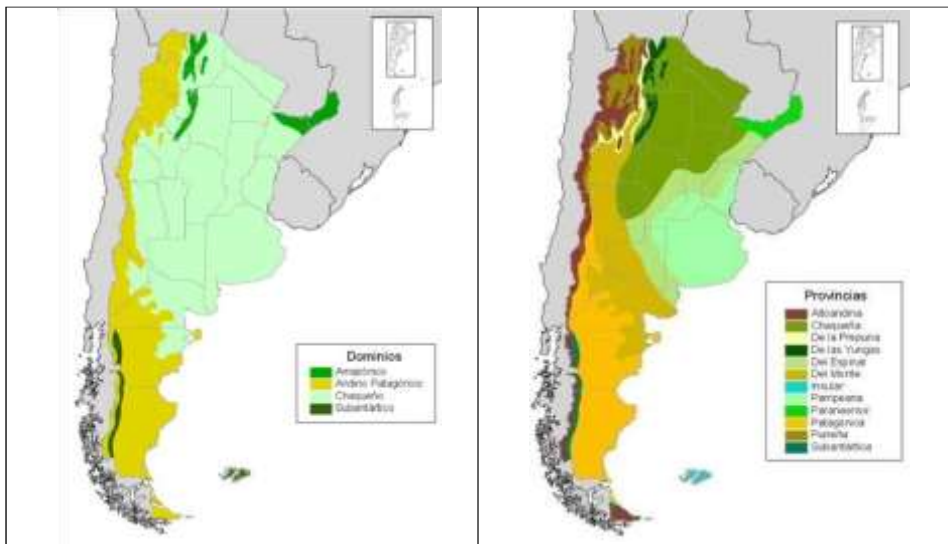 Dominios
Amazónico
Andino Patagónico
Chaqueño
Subantártico
Provincias
Altoandina
Chaqueña
De la Prepuna
De las Yungas
Del Espinal
Del Monte
Insular
Pampeana
Paranaense
Patagónica
Puneña
Subantártica